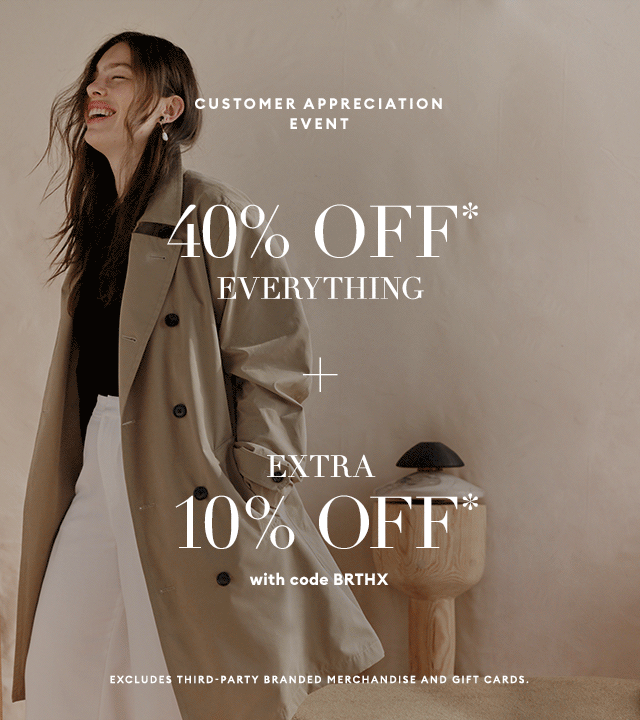 CUSTOMER APPRECIATION
EVENT
40% OFF*
EVERYTHING
+
EXTRA
10% OFF*
with code BRTHX
EXCLUDES THIRD-PARTY BRANDED MERCHANDISE AND GIFT CARDS.